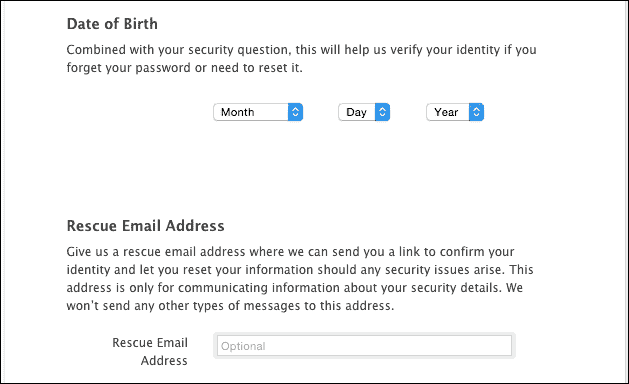 Date of Birth
Combined with your security question, this will help us verify your identity if you
forget your password or need to reset it.
Month Day Year
Rescue Email Address
Give us a rescue email address where we can send you a link to confirm your
identity and let you reset your information should any security issues arise. This
address is only for communicating information about your security details. We
won’t send any other types of messages to this address.
Rescue Email Optional
Address